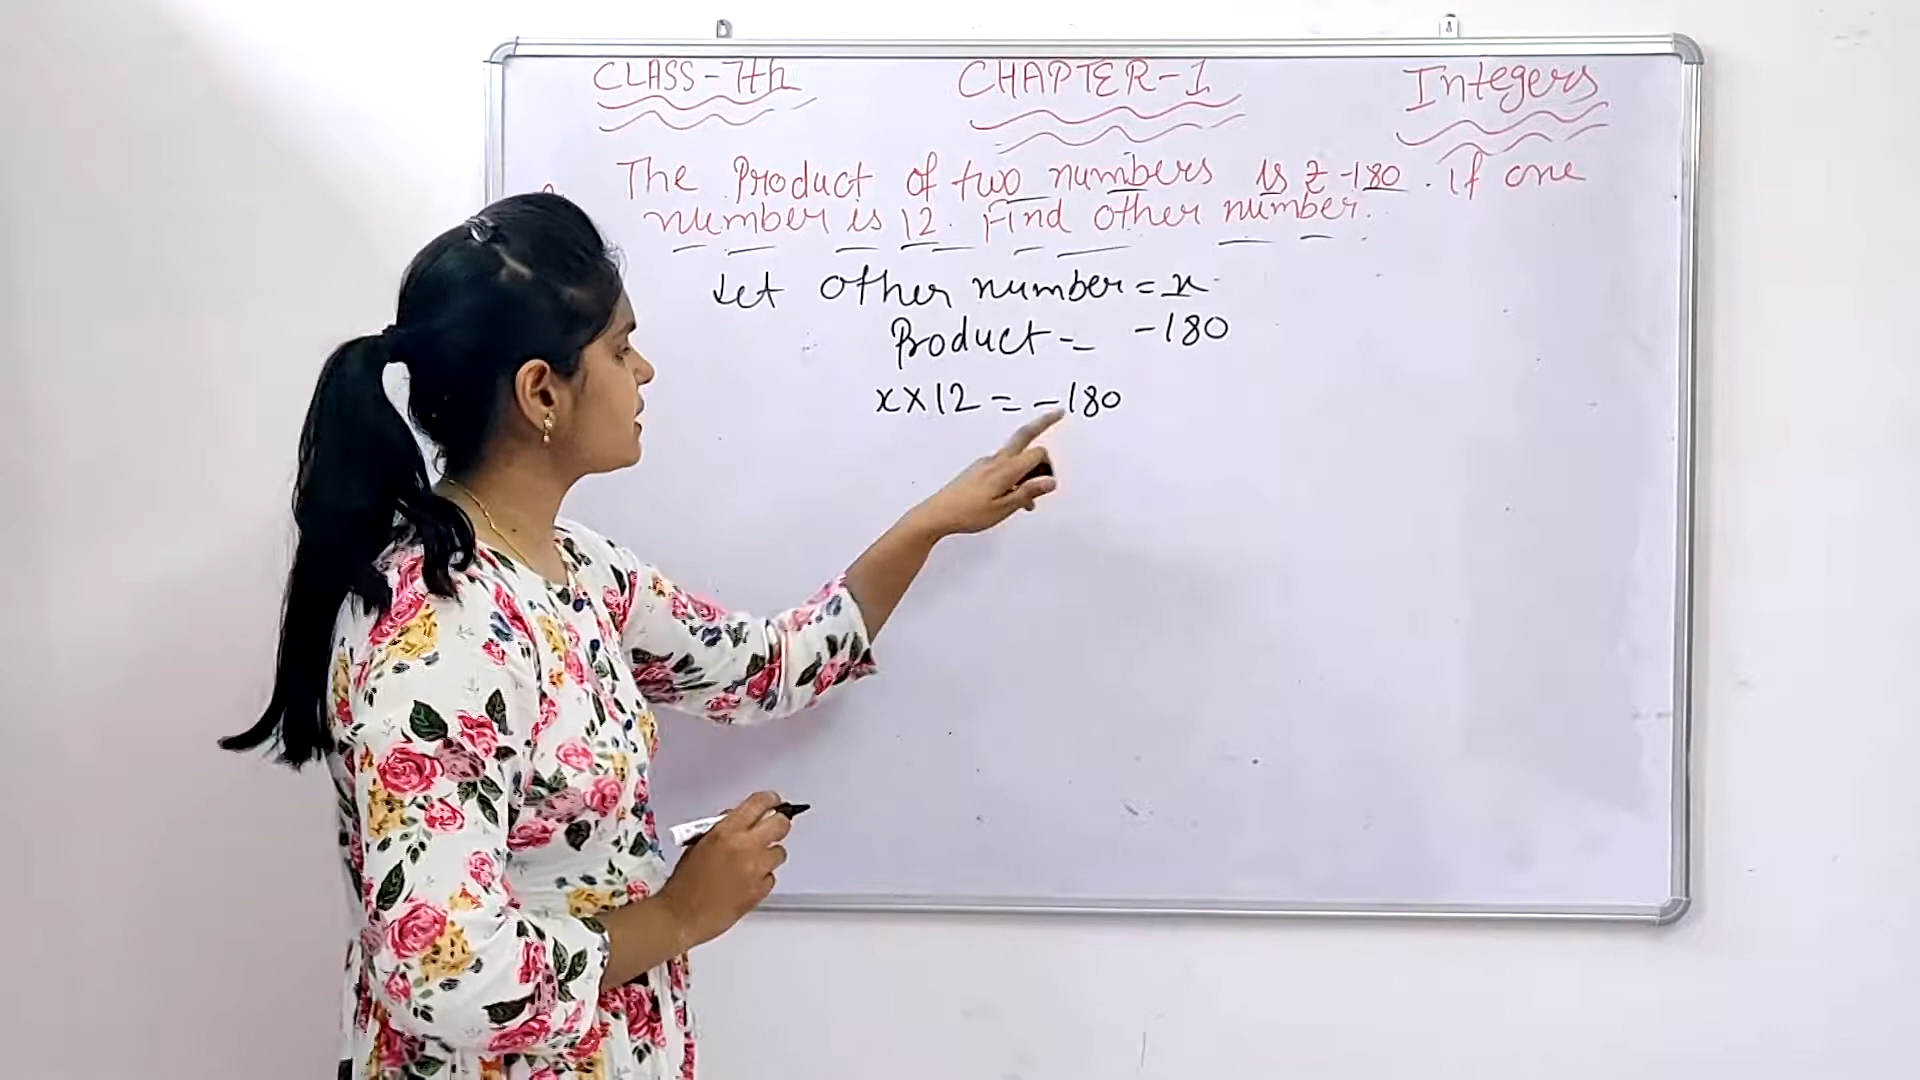 CLASS-7th CHAPTER-1 Integers
The Product of two numbers is -180. If one
number is 12. Find other number.
Let other number = x
Product = -180
x × 12 = -180